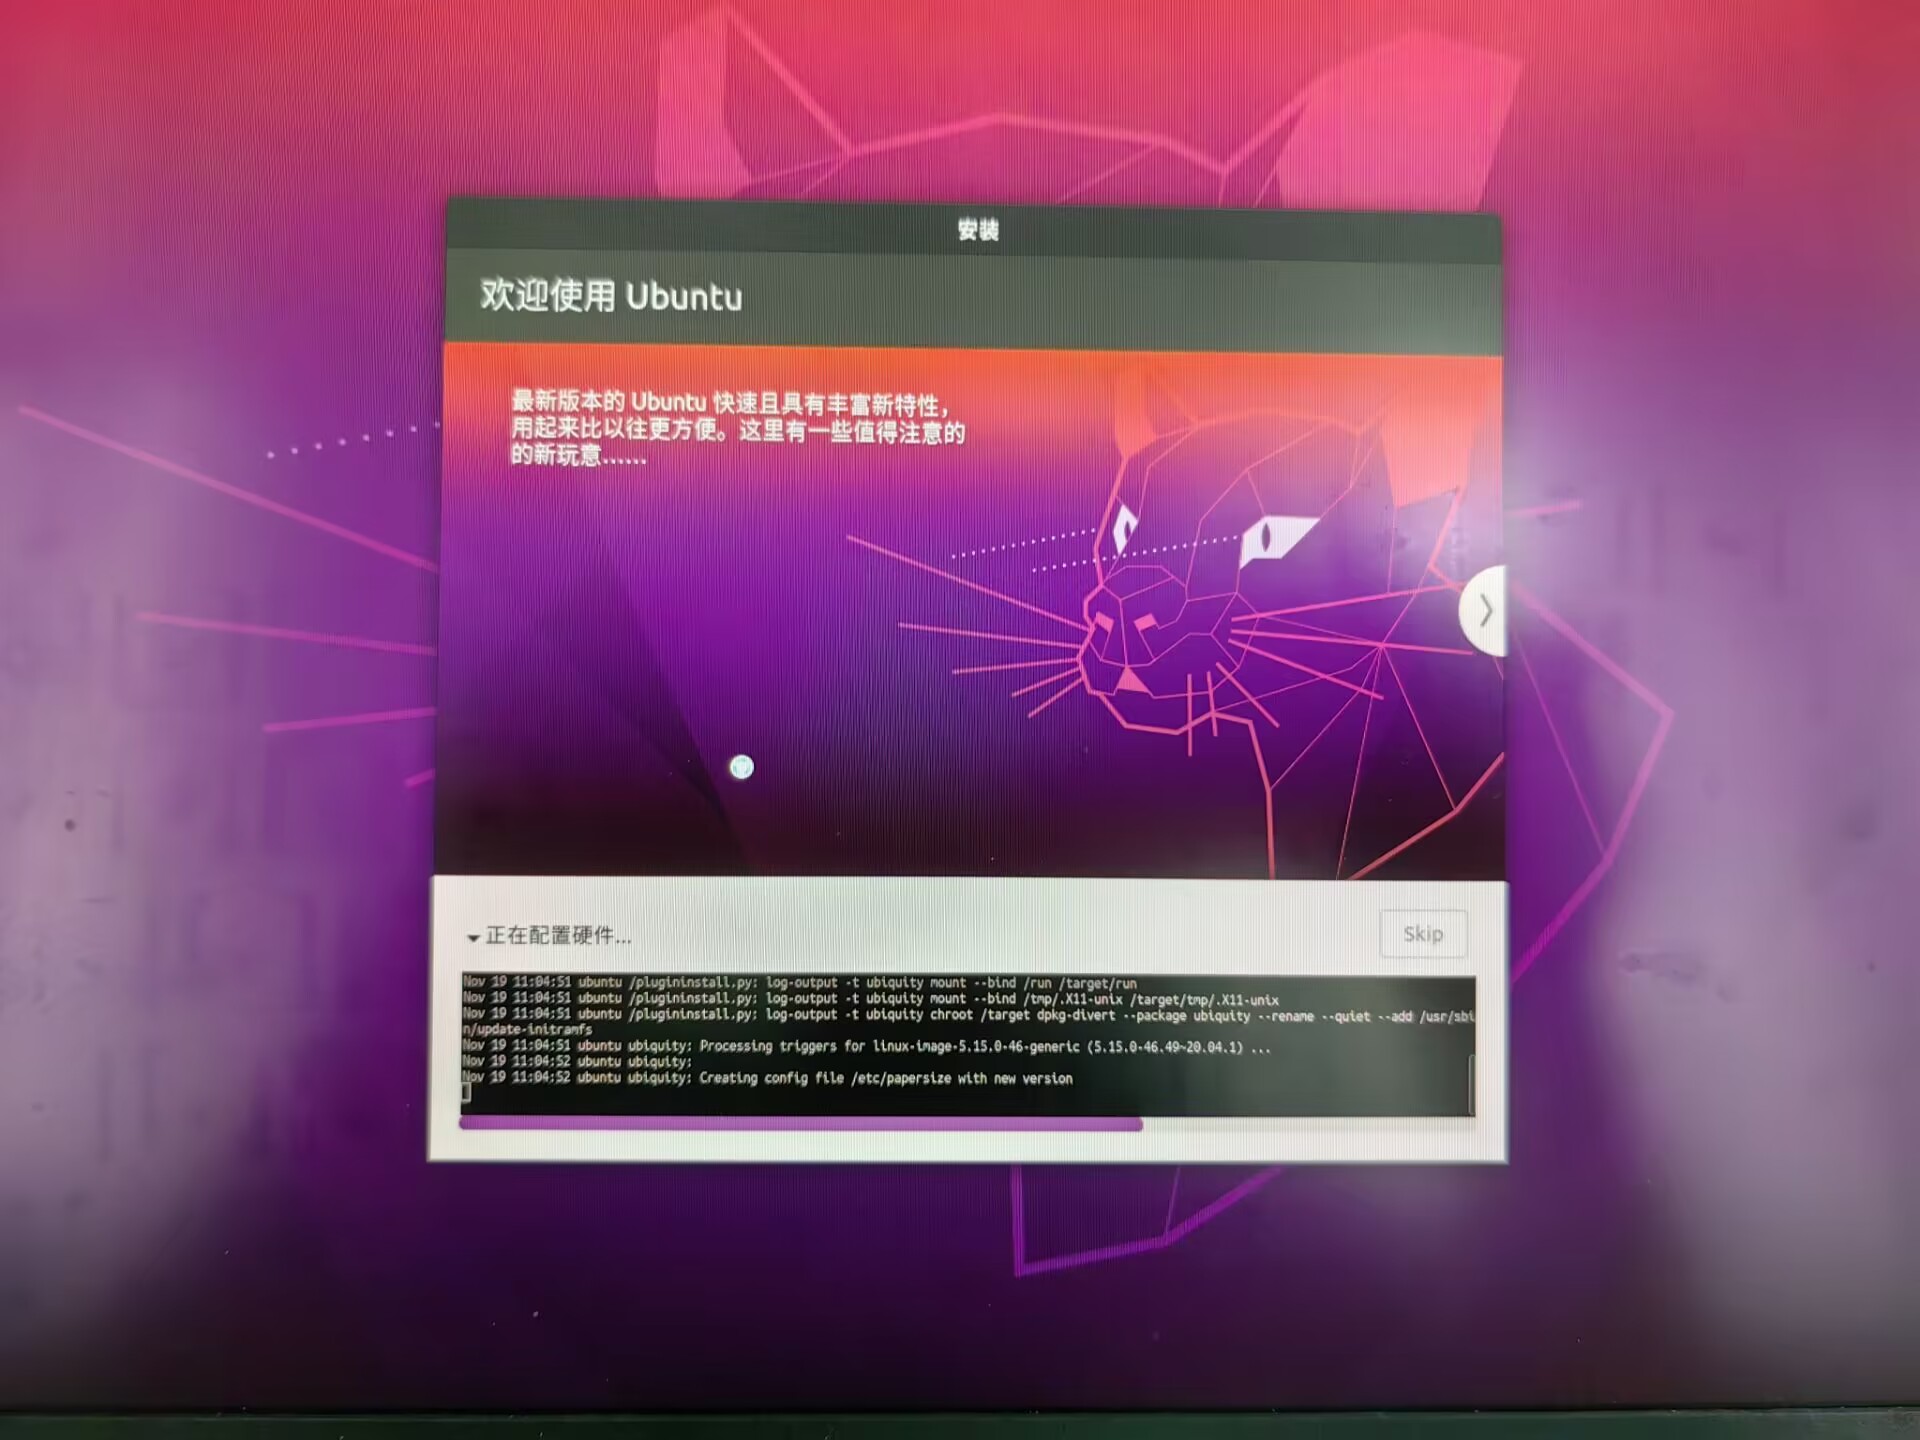 安装
欢迎使用 Ubuntu
最新版本的 Ubuntu 快速且具有丰富新特性，
用起来比以往更方便。这里有一些值得注意的
的新玩意……
正在配置硬件...
Skip
Nov 19 11:04:51 ubuntu /plugininstall.py: log-output -t ubiquity mount --bind /run /target/run
Nov 19 11:04:51 ubuntu /plugininstall.py: log-output -t ubiquity mount --bind /tmp/.X11-unix /target/tmp/.X11-unix
Nov 19 11:04:51 ubuntu /plugininstall.py: log-output -t ubiquity chroot /target dpkg-divert --package ubiquity --rename --quiet --add /usr/sbi
n/update-initramfs
Nov 19 11:04:51 ubuntu ubiquity: Processing triggers for linux-image-5.15.0-46-generic (5.15.0-46.49~20.04.1) ...
Nov 19 11:04:52 ubuntu ubiquity:
Nov 19 11:04:52 ubuntu ubiquity: Creating config file /etc/papersize with new version